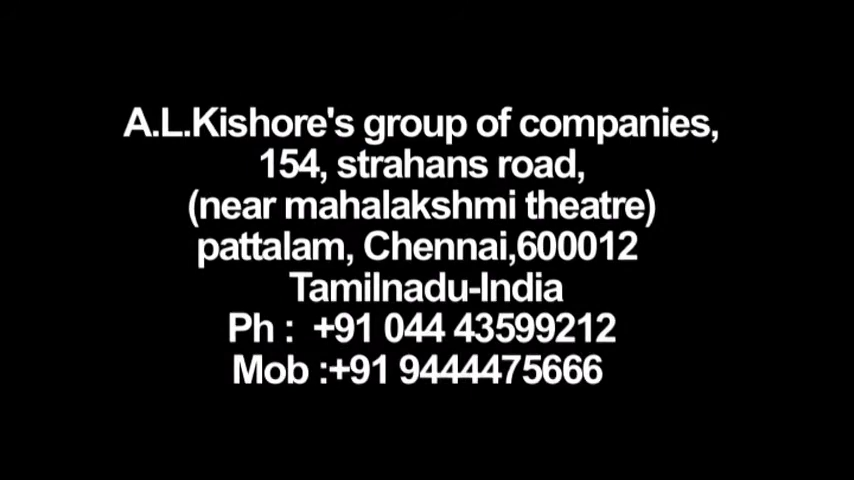 A.L.Kishore's group of companies,
154, strahans road,
(near mahalakshmi theatre)
pattalam, Chennai,600012
Tamilnadu-India
Ph :  +91 044 43599212
Mob :+91 9444475666